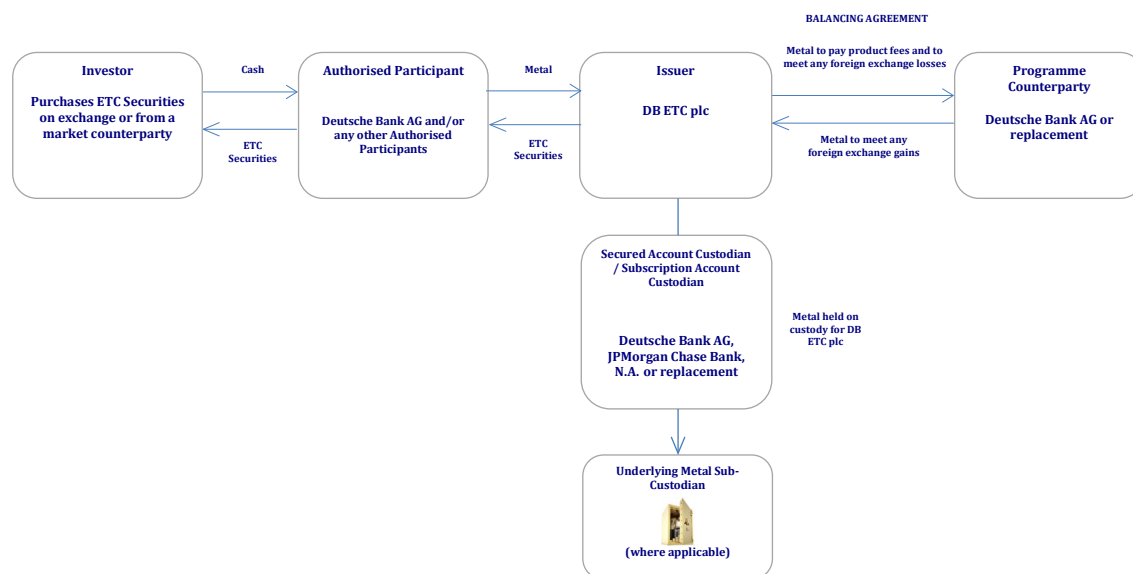 BALANCING AGREEMENT
Metal to pay product fees and to
meet any foreign exchange losses
Metal to meet any
foreign exchange gains
Investor
Purchases ETC Securities
on exchange or from a
market counterparty
Cash
ETC
Securities
Authorised Participant
Deutsche Bank AG and/or
any other Authorised
Participants
Metal
ETC
Securities
Issuer
DB ETC plc
Programme
Counterparty
Deutsche Bank AG or
replacement
Secured Account Custodian
/ Subscription Account
Custodian
Deutsche Bank AG,
JPMorgan Chase Bank,
N.A. or replacement
Metal held on
custody for DB
ETC plc
Underlying Metal Sub-
Custodian
(where applicable)